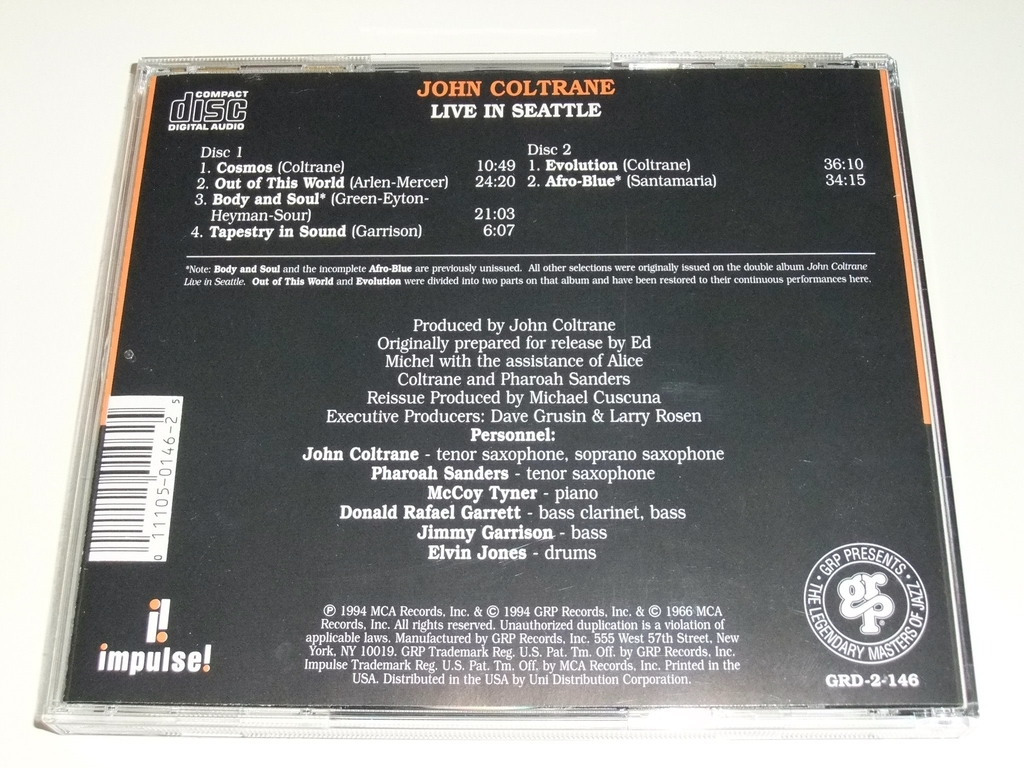 JOHN COLTRANE
LIVE IN SEATTLE
COMPACT
disc
DIGITAL AUDIO
Disc 1
1. Cosmos (Coltrane) 10:49
2. Out of This World (Arlen-Mercer) 24:20
3. Body and Soul* (Green-Eyton-
Heyman-Sour) 21:03
4. Tapestry in Sound (Garrison) 6:07
Disc 2
1. Evolution (Coltrane) 36:10
2. Afro-Blue* (Santamaria) 34:15
*Note: Body and Soul and the incomplete Afro-Blue are previously unissued. All other selections were originally issued on the double album John Coltrane
Live in Seattle. Out of This World and Evolution were divided into two parts on that album and have been restored to their continuous performances here.
Produced by John Coltrane
Originally prepared for release by Ed
Michel with the assistance of Alice
Coltrane and Pharoah Sanders
Reissue Produced by Michael Cuscuna
Executive Producers: Dave Grusin & Larry Rosen
Personnel:
John Coltrane - tenor saxophone, soprano saxophone
Pharoah Sanders - tenor saxophone
McCoy Tyner - piano
Donald Rafael Garrett - bass clarinet, bass
Jimmy Garrison - bass
Elvin Jones - drums
0 11105-0146-2 5
i!
impulse!
℗ 1994 MCA Records, Inc. & © 1994 GRP Records, Inc. & © 1966 MCA
Records, Inc. All rights reserved. Unauthorized duplication is a violation of
applicable laws. Manufactured by GRP Records, Inc. 555 West 57th Street, New
York, NY 10019. GRP Trademark Reg. U.S. Pat. Tm. Off. by GRP Records, Inc.
Impulse Trademark Reg. U.S. Pat. Tm. Off. by MCA Records, Inc. Printed in
the USA. Distributed in the USA by Uni Distribution Corporation.
· GRP PRESENTS · THE LEGENDARY MASTERS OF JAZZ
grp
GRD-2-146